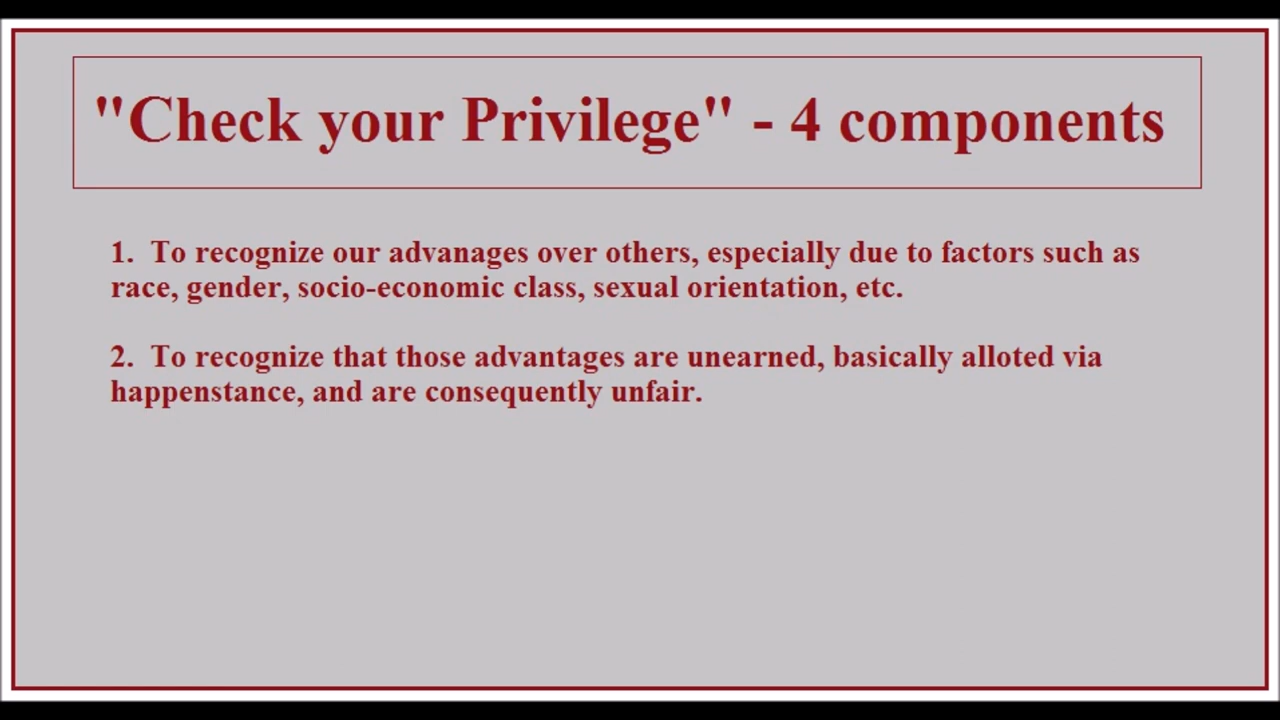 "Check your Privilege" - 4 components
1. To recognize our advanages over others, especially due to factors such as
race, gender, socio-economic class, sexual orientation, etc.
2. To recognize that those advantages are unearned, basically alloted via
happenstance, and are consequently unfair.